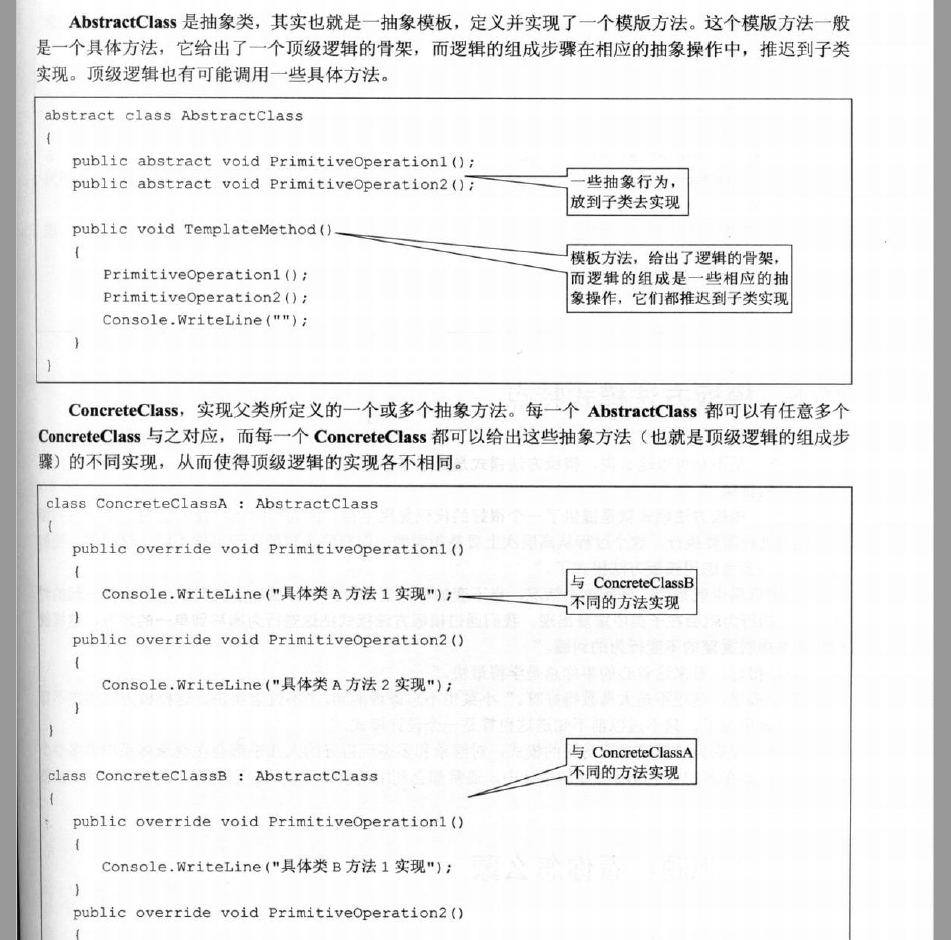 AbstractClass 是抽象类，其实也就是一抽象模板，定义并实现了一个模版方法。这个模版方法一般
是一个具体方法，它给出了一个顶级逻辑的骨架，而逻辑的组成步骤在相应的抽象操作中，推迟到子类
实现。顶级逻辑也有可能调用一些具体方法。
abstract class AbstractClass
{
public abstract void PrimitiveOperation1();
public abstract void PrimitiveOperation2();
一些抽象行为，
放到子类去实现
public void TemplateMethod()
{
模板方法，给出了逻辑的骨架，
而逻辑的组成是一些相应的抽
象操作，它们都推迟到子类实现
PrimitiveOperation1();
PrimitiveOperation2();
Console.WriteLine("");
}
}
ConcreteClass，实现父类所定义的一个或多个抽象方法。每一个 AbstractClass 都可以有任意多个
ConcreteClass 与之对应，而每一个 ConcreteClass 都可以给出这些抽象方法（也就是顶级逻辑的组成步
骤）的不同实现，从而使得顶级逻辑的实现各不相同。
class ConcreteClassA : AbstractClass
{
public override void PrimitiveOperation1()
{
Console.WriteLine("具体类 A 方法 1 实现");
与 ConcreteClassB
不同的方法实现
}
public override void PrimitiveOperation2()
{
Console.WriteLine("具体类 A 方法 2 实现");
}
}
与 ConcreteClassA
不同的方法实现
class ConcreteClassB : AbstractClass
{
public override void PrimitiveOperation1()
{
Console.WriteLine("具体类 B 方法 1 实现");
}
public override void PrimitiveOperation2()
{